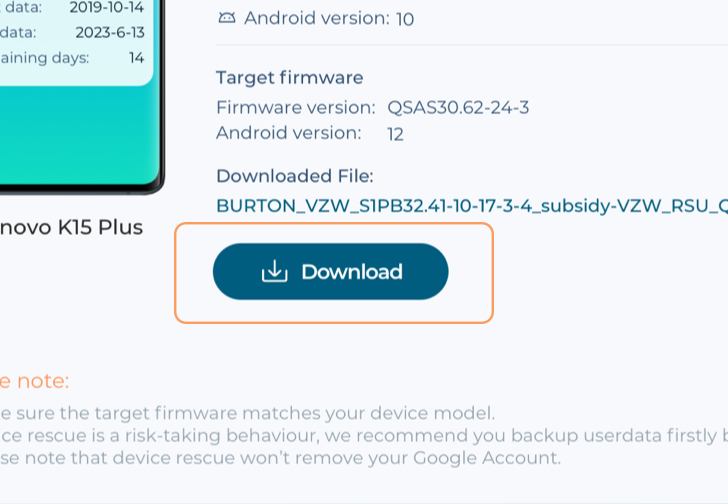 data: 2019-10-14
data: 2023-6-13
aining days: 14
novo K15 Plus
Android version: 10
Target firmware
Firmware version: QSAS30.62-24-3
Android version: 12
Downloaded File:
BURTON_VZW_S1PB32.41-10-17-3-4_subsidy-VZW_RSU_Q
Download
e note:
e sure the target firmware matches your device model.
ce rescue is a risk-taking behaviour, we recommend you backup userdata firstly b
se note that device rescue won't remove your Google Account.